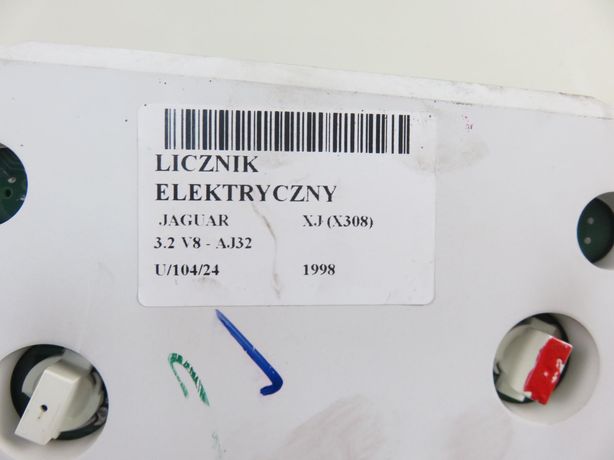 LICZNIK
ELEKTRYCZNY
JAGUAR XJ (X308)
3.2 V8 - AJ32
U/104/24 1998